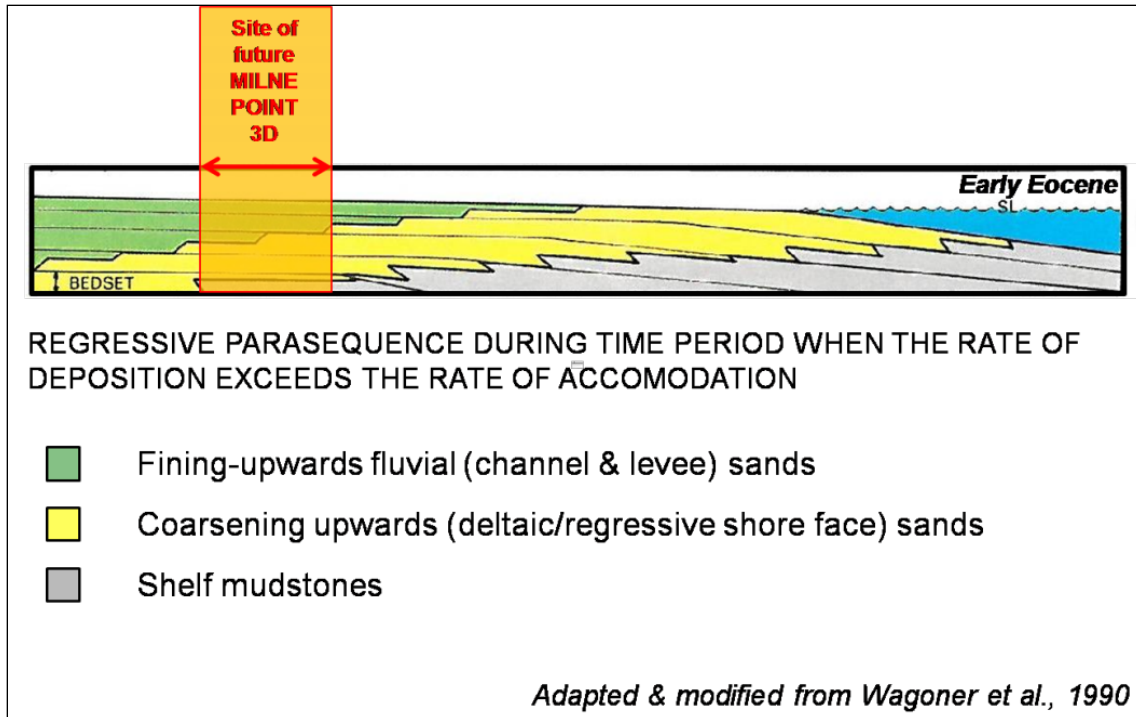 Site of
future
MILNE
POINT
3D
Early Eocene
SL
BEDSET
REGRESSIVE PARASEQUENCE DURING TIME PERIOD WHEN THE RATE OF
DEPOSITION EXCEEDS THE RATE OF ACCOMODATION
Fining-upwards fluvial (channel & levee) sands
Coarsening upwards (deltaic/regressive shore face) sands
Shelf mudstones
Adapted & modified from Wagoner et al., 1990